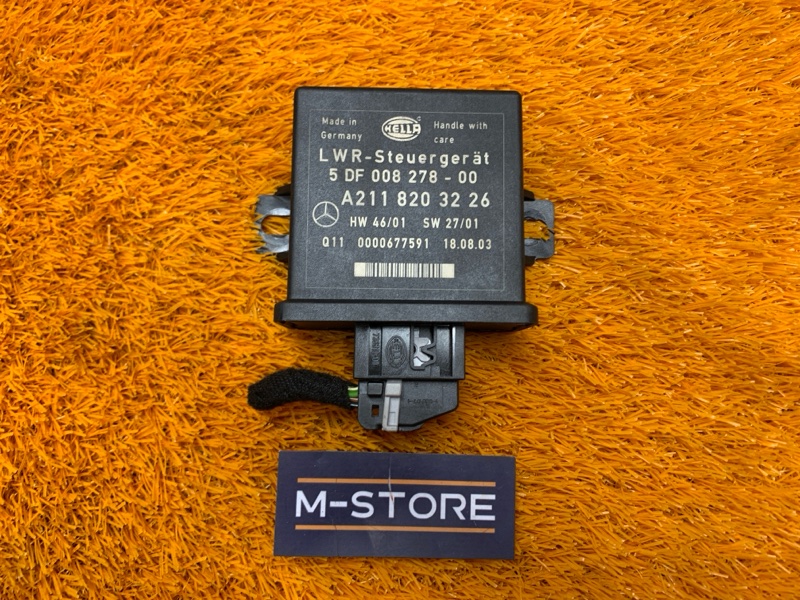 Made in
Germany
HELLA
Handle with
care
LWR-Steuergerät
5 DF 008 278 - 00
A211 820 32 26
HW 46/01 SW 27/01
Q11 0000677591 18.08.03
HELLA
M-STORE